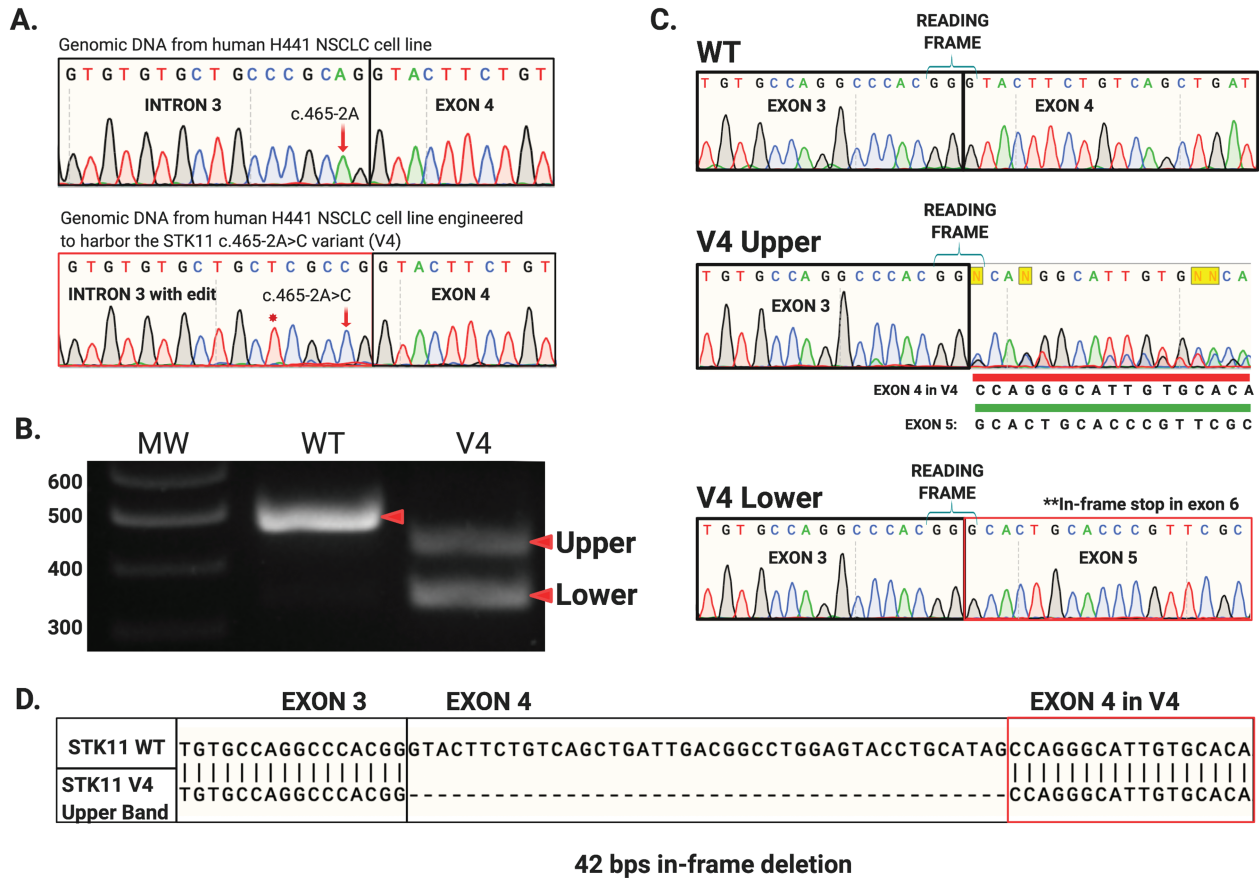 A.
Genomic DNA from human H441 NSCLC cell line
G T G T G T G C T G C C C G C A G G T A C T T C T G T
INTRON 3
c.465-2A
EXON 4
Genomic DNA from human H441 NSCLC cell line engineered
to harbor the STK11 c.465-2A>C variant (V4)
G T G T G T G C T G C T C G C C G G T A C T T C T G T
INTRON 3 with edit
c.465-2A>C
EXON 4
B.
MW WT V4
600
500
400
300
Upper
Lower
C.
READING
FRAME
WT
T G T G C C A G G C C C A C G G G T A C T T C T G T C A G C T G A T
EXON 3
EXON 4
READING
FRAME
V4 Upper
T G T G C C A G G C C C A C G G N C A N G G C A T T G T G N N C A
EXON 3
EXON 4 in V4 C C A G G G C A T T G T G C A C A
EXON 5: G C A C T G C A C C C G T T C G C
READING
FRAME
V4 Lower
**In-frame stop in exon 6
T G T G C C A G G C C C A C G G G C A C T G C A C C C G T T C G C
EXON 3
EXON 5
D.
EXON 3 EXON 4 EXON 4 in V4
STK11 WT TGTGCCAGGCCCACGGGTACTTCTGTCAGCTGATTGACGGCCTGGAGTACCTGCATAGCCAGGGCATTGTGCACA
STK11 V4
Upper Band TGTGCCAGGCCCACGG------------------------------------------CCAGGGCATTGTGCACA
42 bps in-frame deletion